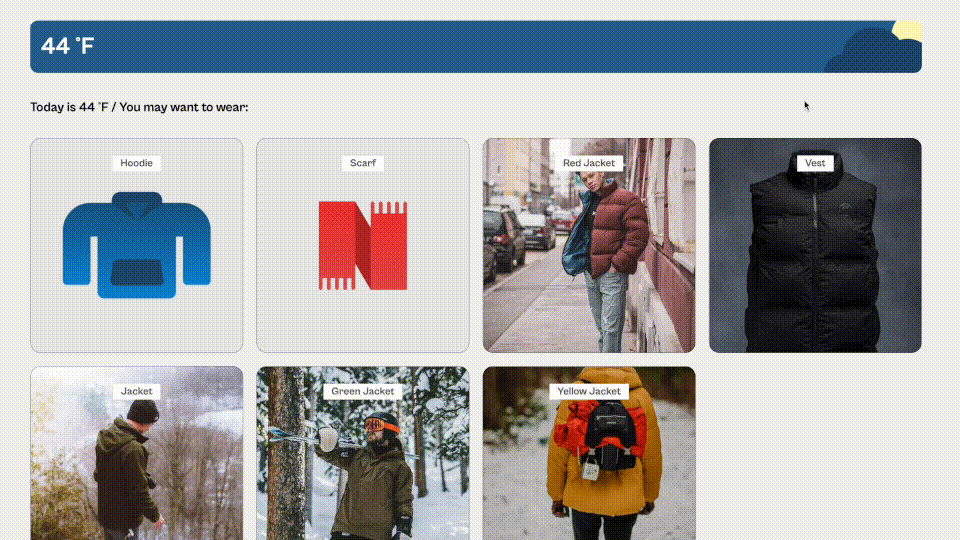 44 °F
Today is 44 °F / You may want to wear:
Hoodie
Scarf
Red Jacket
Vest
Jacket
Green Jacket
Yellow Jacket